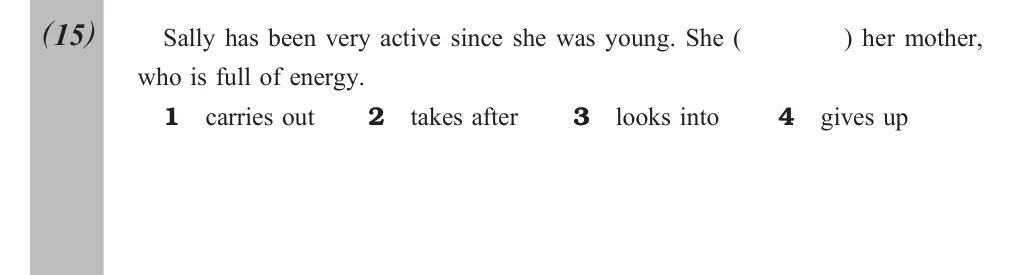 (15) Sally has been very active since she was young. She ( ) her mother,
who is full of energy.
1 carries out 2 takes after 3 looks into 4 gives up